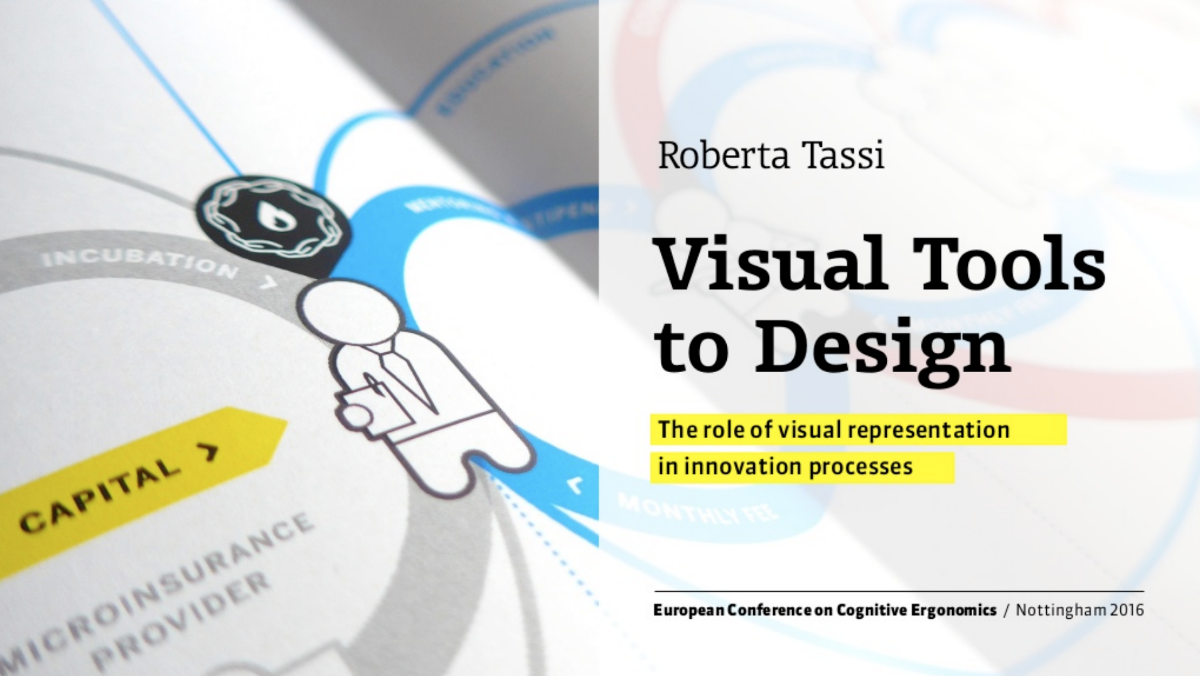 EDUCATION
INCUBATION >
CAPITAL >
MICROINSURANCE
PROVIDER
< MONTHLY FEE
Roberta Tassi
Visual Tools
to Design
The role of visual representation
in innovation processes
European Conference on Cognitive Ergonomics / Nottingham 2016